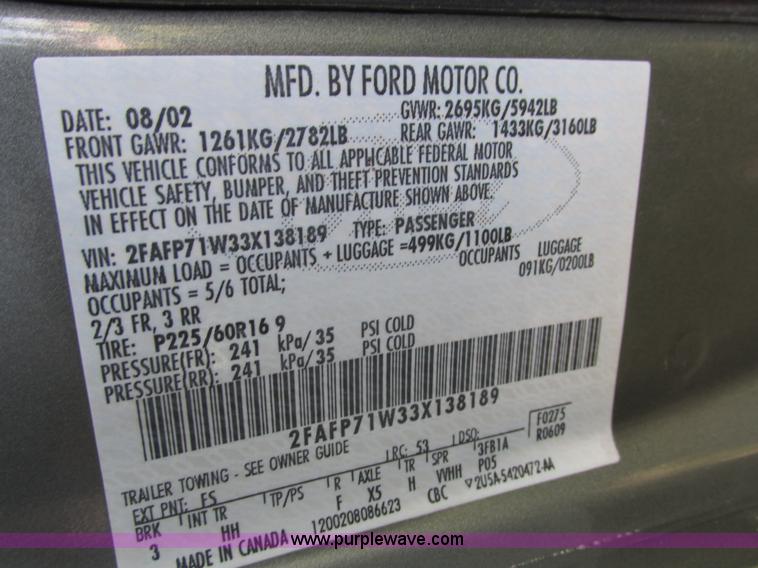 MFD. BY FORD MOTOR CO.
DATE: 08/02 GVWR: 2695KG/5942LB
FRONT GAWR: 1261KG/2782LB REAR GAWR: 1433KG/3160LB
THIS VEHICLE CONFORMS TO ALL APPLICABLE FEDERAL MOTOR
VEHICLE SAFETY, BUMPER, AND THEFT PREVENTION STANDARDS
IN EFFECT ON THE DATE OF MANUFACTURE SHOWN ABOVE.
VIN: 2FAFP71W33X138189 TYPE: PASSENGER
MAXIMUM LOAD = OCCUPANTS + LUGGAGE =499KG/1100LB
OCCUPANTS = 5/6 TOTAL; OCCUPANTS LUGGAGE
2/3 FR, 3 RR 091KG/0200LB
TIRE: P225/60R16 9
PRESSURE(FR): 241 kPa/35 PSI COLD
PRESSURE(RR): 241 kPa/35 PSI COLD
2FAFP71W33X138189
F0275
R0609
TRAILER TOWING - SEE OWNER GUIDE
EXT PNT: FS RC: 53 DSO:
BRK INT TR TP/PS R AXLE TR SPR 3FB1A
3 HH F X5 H VVHH P05
MADE IN CANADA 1200208086623 CBC ▽2U5A-5420472-AA
© www.purplewave.com